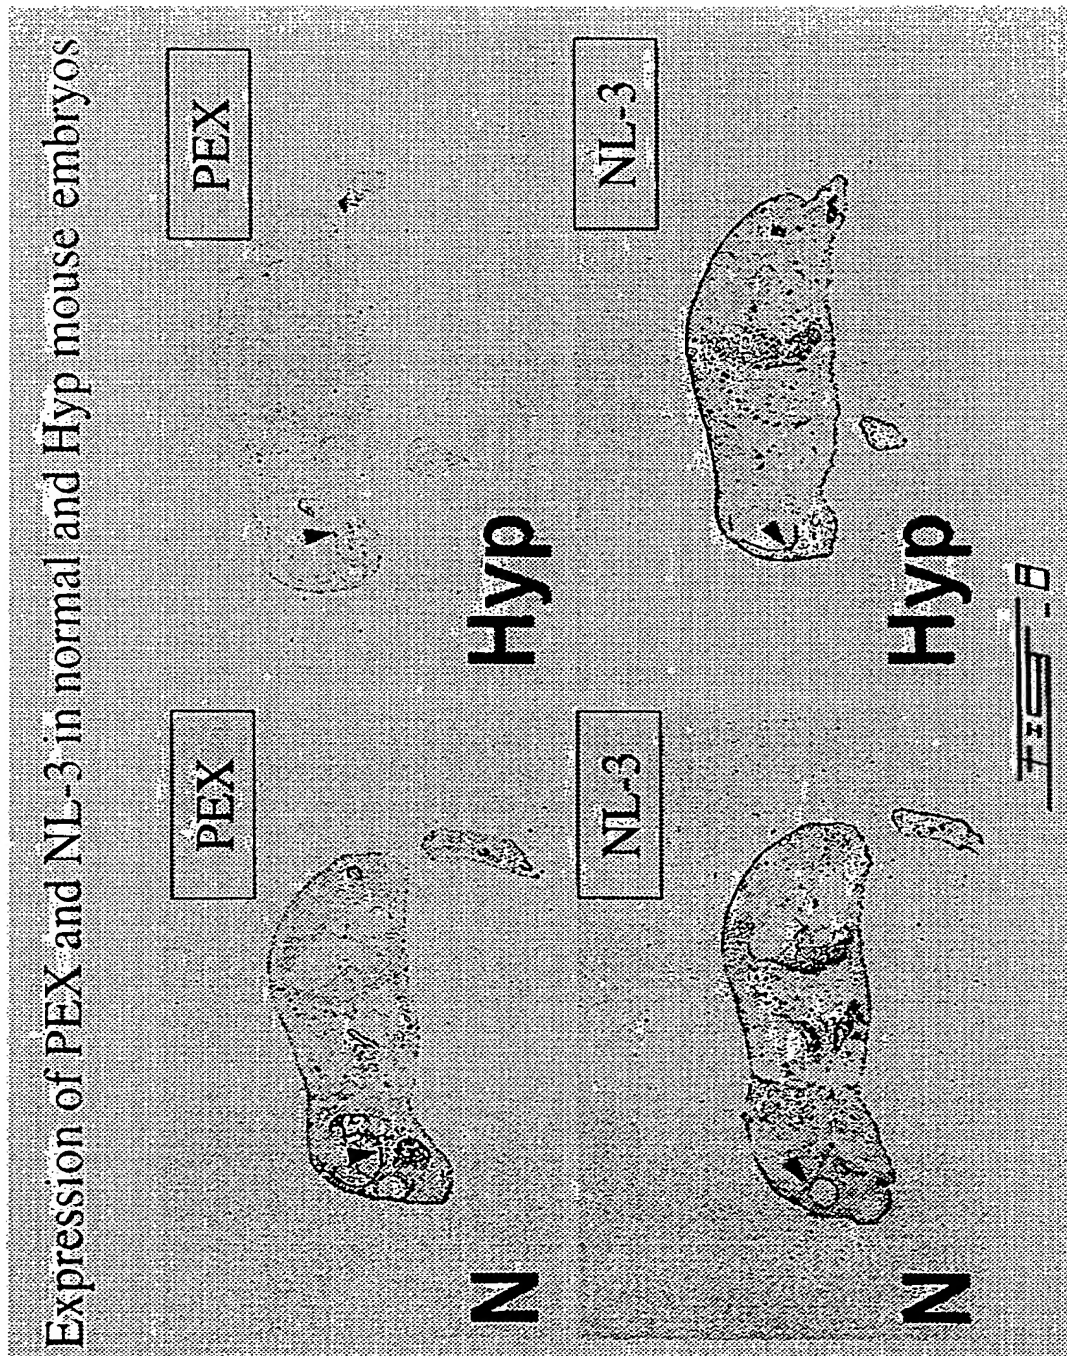 Expression of PEX and NL-3 in normal and Hyp mouse embryos
PEX
PEX
N
Hyp
NL-3
NL-3
N
Hyp